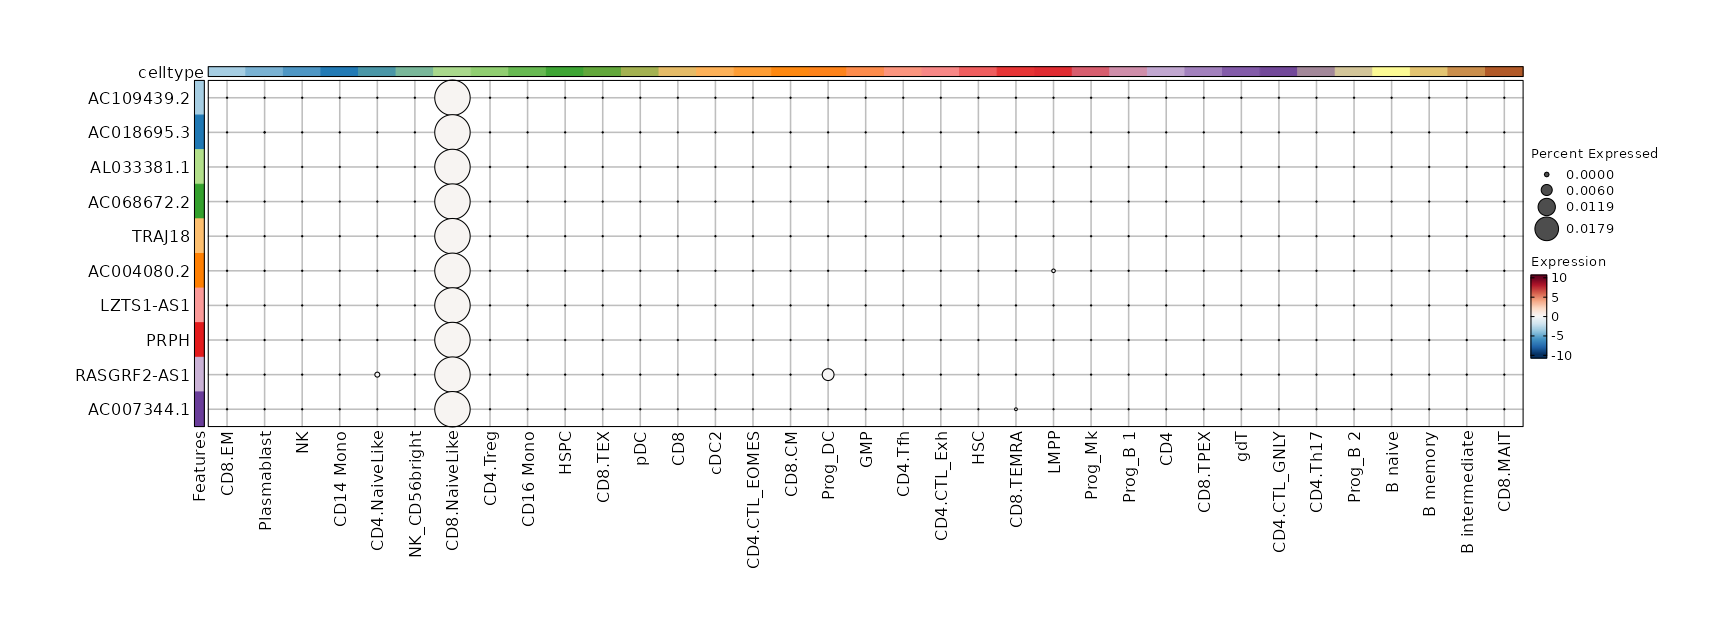 celltype
AC109439.2
AC018695.3
AL033381.1
AC068672.2
TRAJ18
AC004080.2
LZTS1-AS1
PRPH
RASGRF2-AS1
AC007344.1
Features
CD8.EM
Plasmablast
NK
CD14 Mono
CD4.NaiveLike
NK_CD56bright
CD8.NaiveLike
CD4.Treg
CD16 Mono
HSPC
CD8.TEX
pDC
CD8
cDC2
CD4.CTL_EOMES
CD8.CM
Prog_DC
GMP
CD4.Tfh
CD4.CTL_Exh
HSC
CD8.TEMRA
LMPP
Prog_Mk
Prog_B 1
CD4
CD8.TPEX
gdT
CD4.CTL_GNLY
CD4.Th17
Prog_B 2
B naive
B memory
B intermediate
CD8.MAIT
Percent Expressed
0.0000
0.0060
0.0119
0.0179
Expression
10
5
0
-5
-10